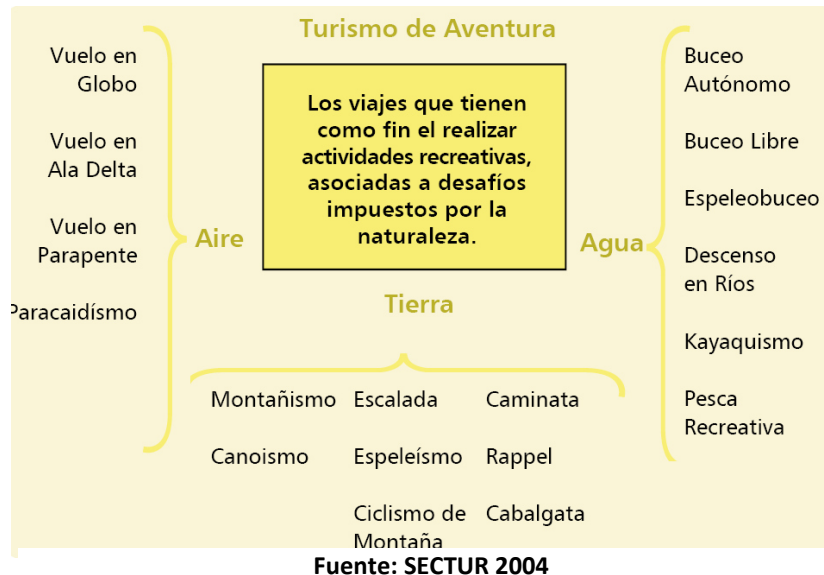 Turismo de Aventura
Vuelo en
Globo
Vuelo en
Ala Delta
Vuelo en
Parapente
Paracaidísmo
Aire
Los viajes que tienen
como fin el realizar
actividades recreativas,
asociadas a desafíos
impuestos por la
naturaleza.
Agua
Buceo
Autónomo
Buceo Libre
Espeleobuceo
Descenso
en Ríos
Kayaquismo
Pesca
Recreativa
Tierra
Montañismo Escalada Caminata
Canoismo Espeleísmo Rappel
Ciclismo de Cabalgata
Montaña
Fuente: SECTUR 2004